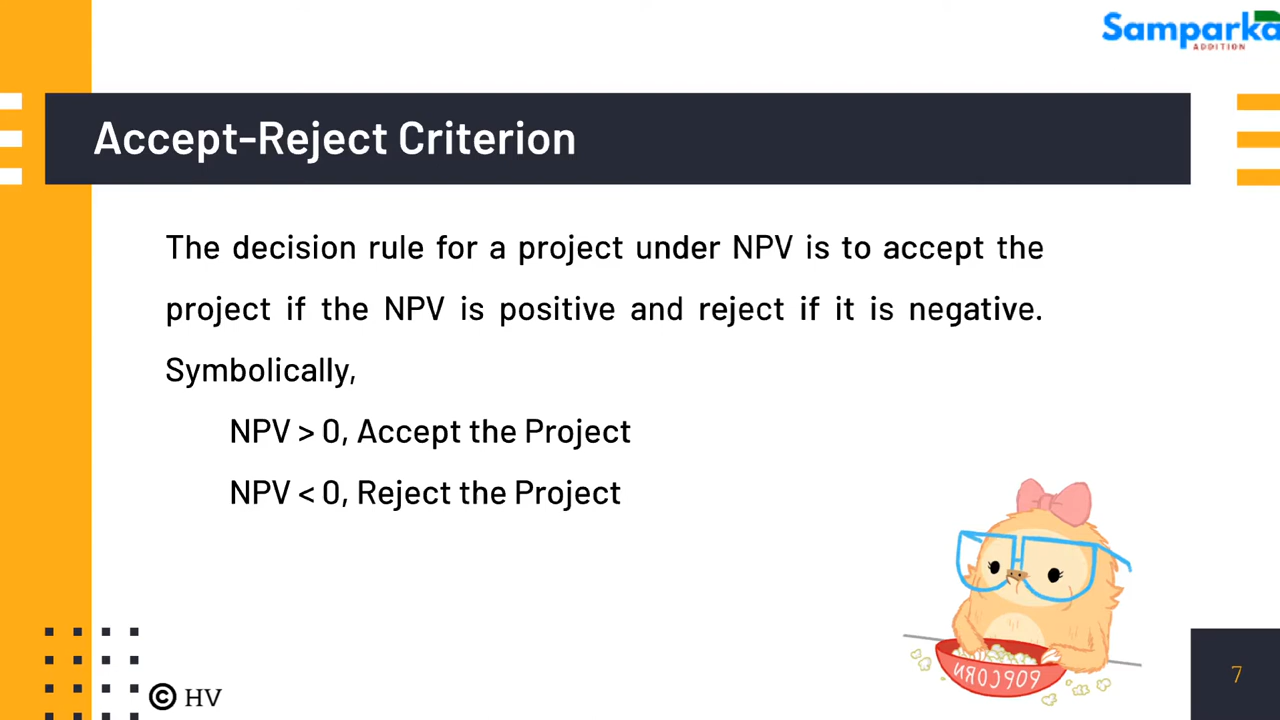 Samparka
ADDITION
Accept-Reject Criterion
The decision rule for a project under NPV is to accept the
project if the NPV is positive and reject if it is negative.
Symbolically,
NPV > 0, Accept the Project
NPV < 0, Reject the Project
POPCORN
© HV
7